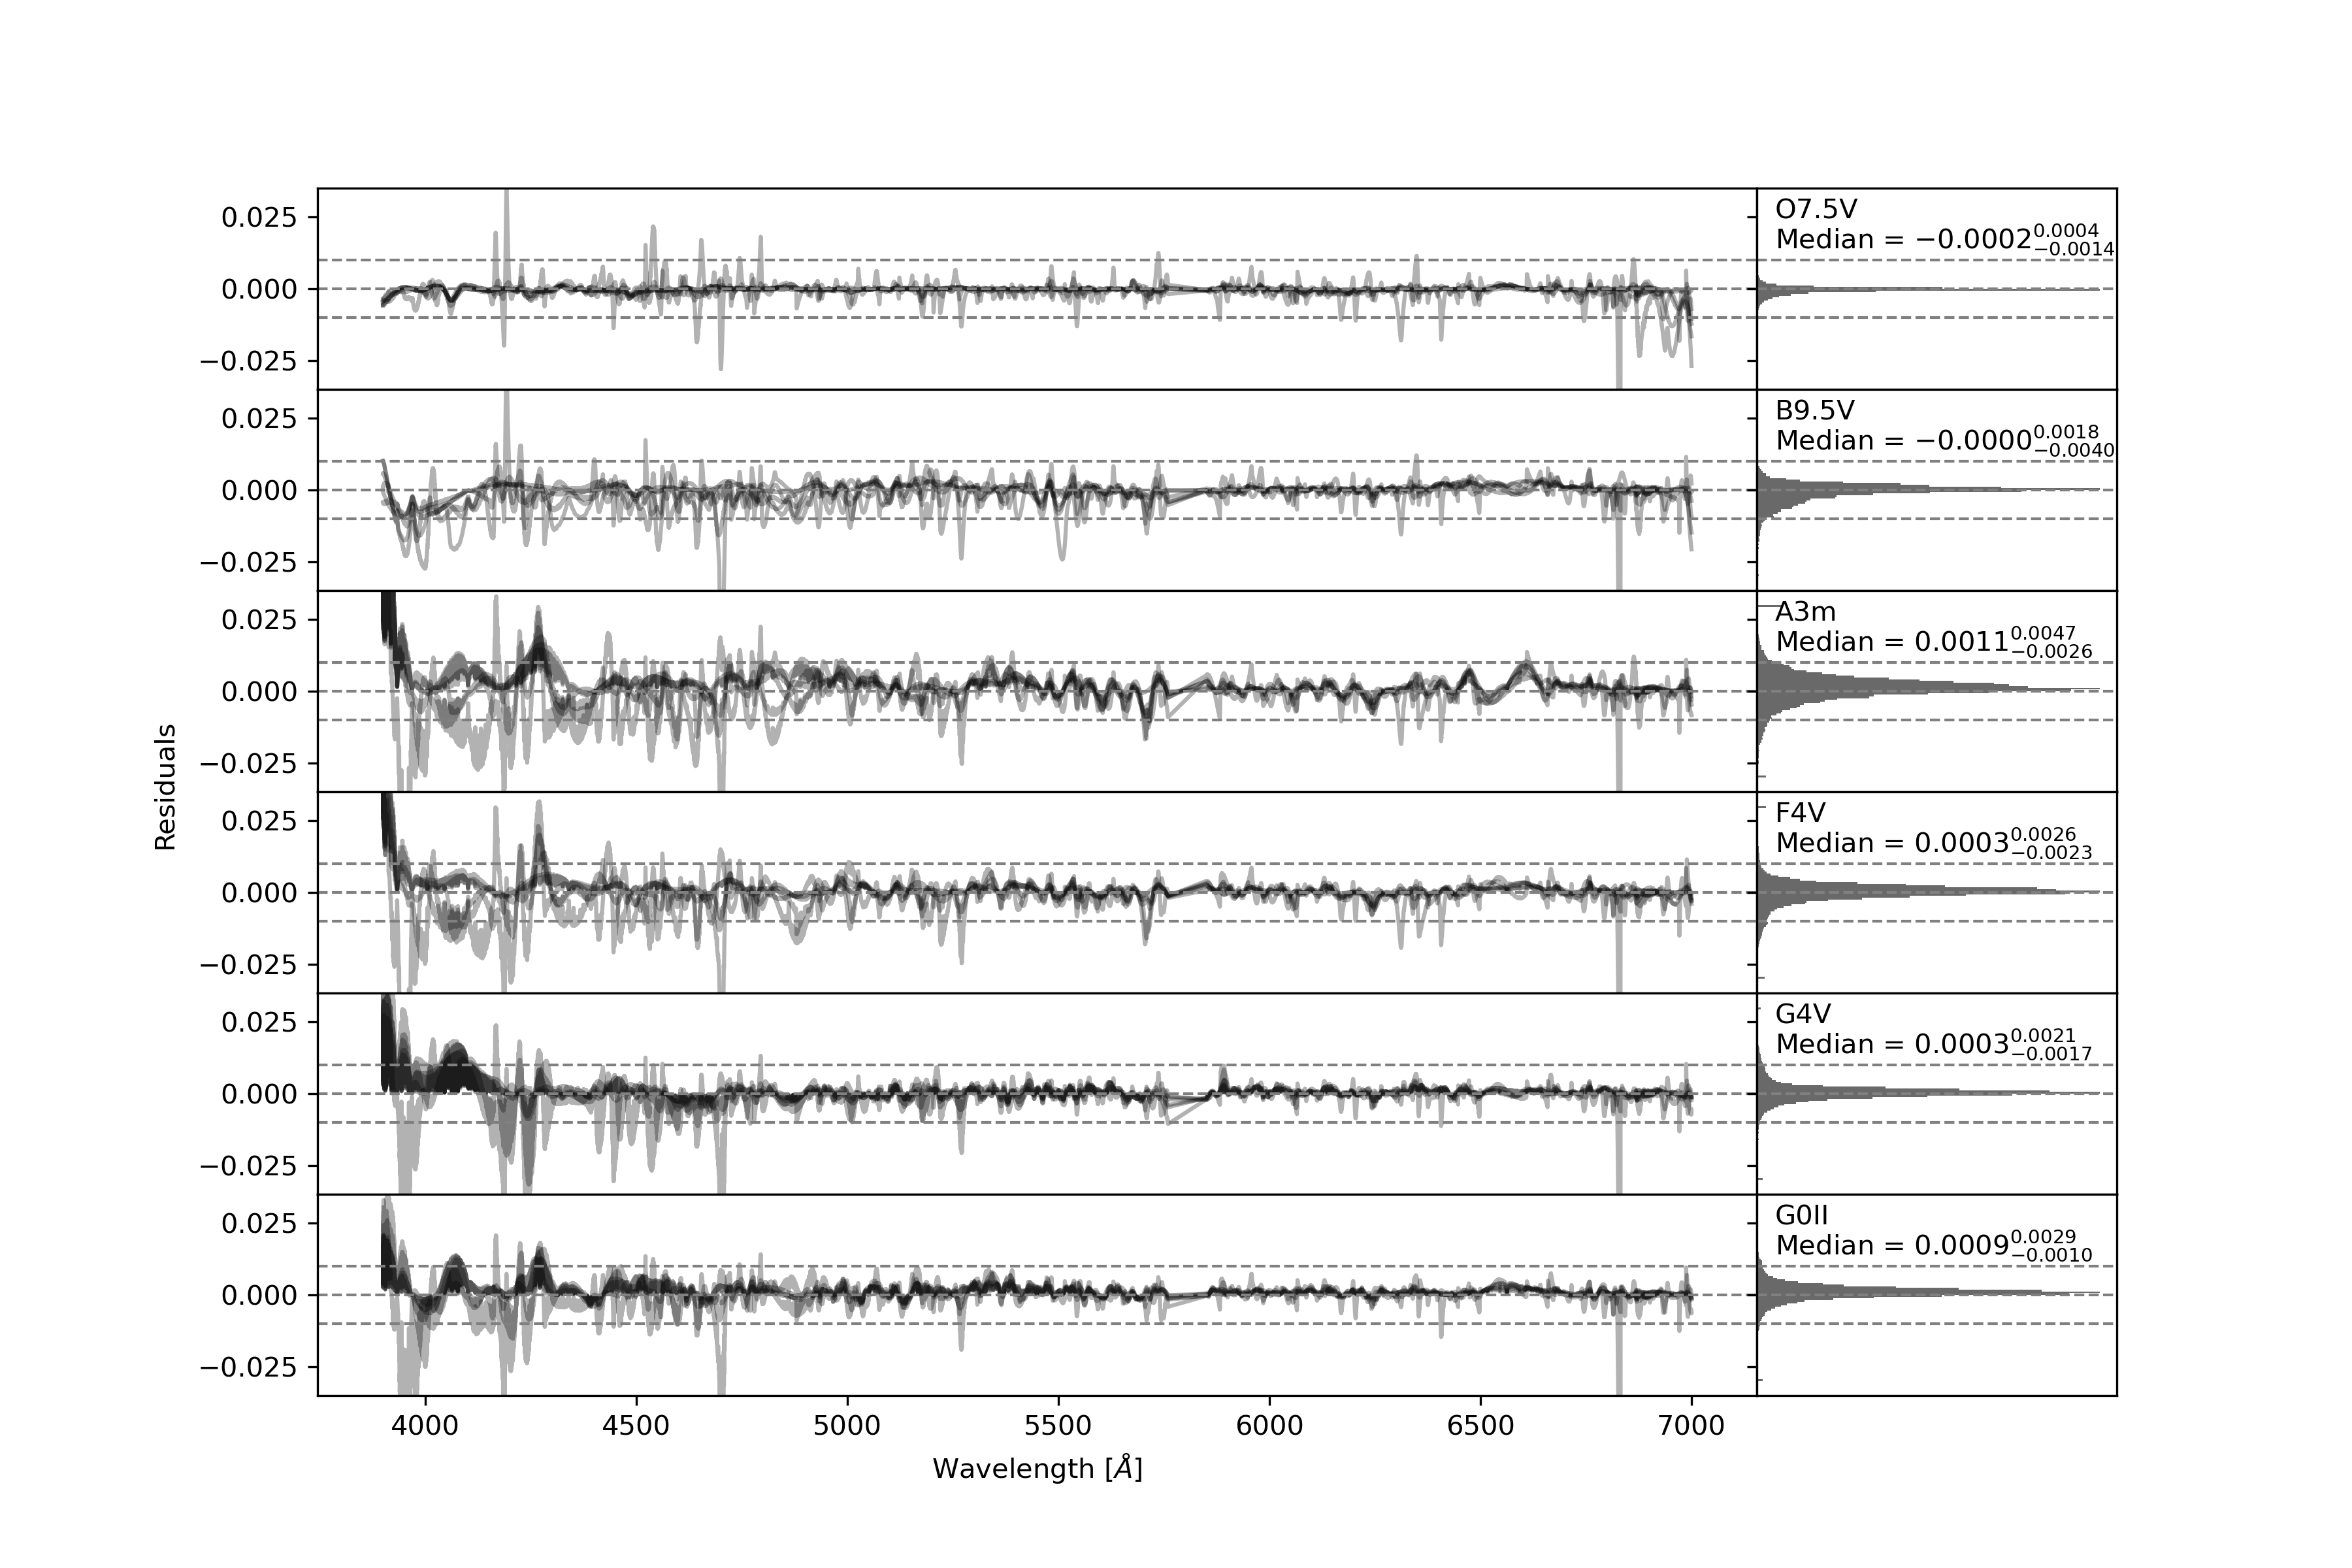 0.025
0.000
−0.025
O7.5V
Median = −0.0002 0.0004 −0.0014
0.025
0.000
−0.025
B9.5V
Median = −0.0000 0.0018 −0.0040
0.025
0.000
−0.025
A3m
Median = 0.0011 0.0047 −0.0026
Residuals
0.025
0.000
−0.025
F4V
Median = 0.0003 0.0026 −0.0023
0.025
0.000
−0.025
G4V
Median = 0.0003 0.0021 −0.0017
0.025
0.000
−0.025
G0II
Median = 0.0009 0.0029 −0.0010
4000 4500 5000 5500 6000 6500 7000
Wavelength [Å]